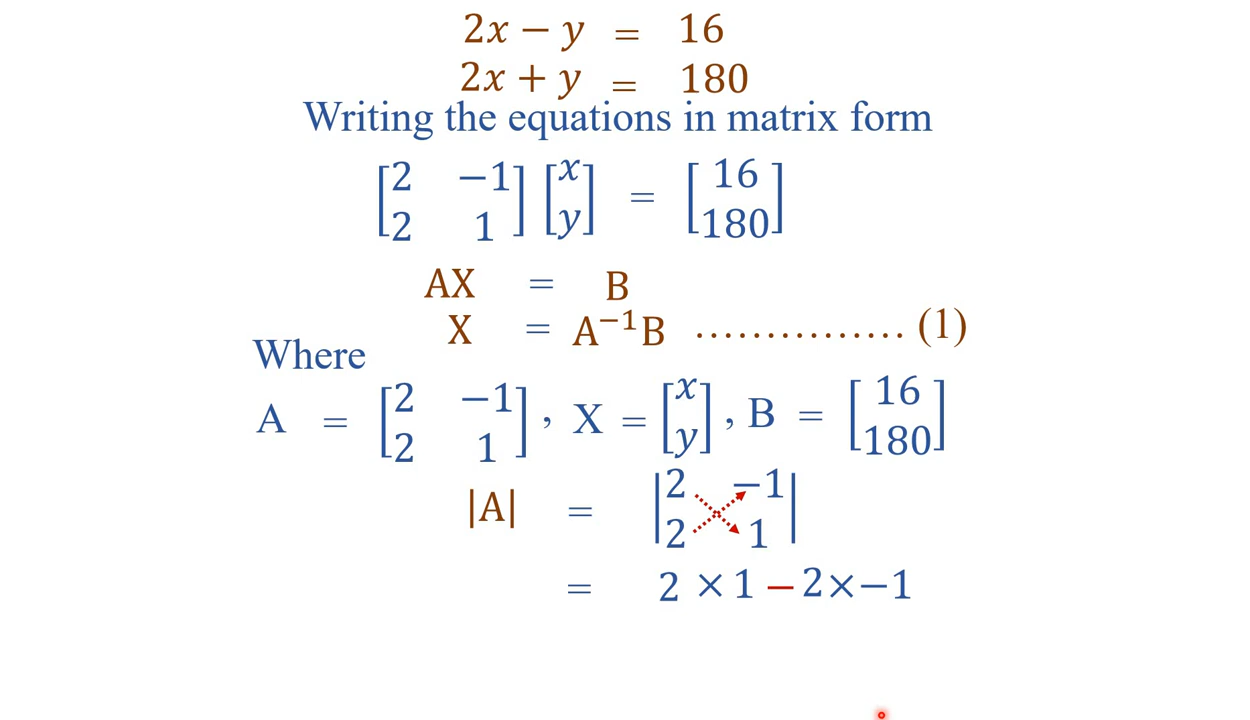 2x − y = 16
2x + y = 180
Writing the equations in matrix form
[2 −1] [x] = [16]
[2 1] [y] [180]
AX = B
X = A⁻¹B ............... (1)
Where
A = [2 −1], X = [x], B = [16]
[2 1] [y] [180]
|A| = |2 −1|
|2 1|
= 2 × 1 − 2×−1